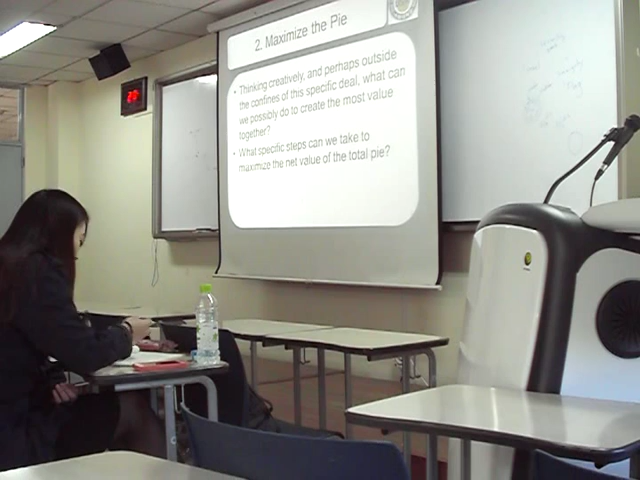 2. Maximize the Pie
• Thinking creatively, and perhaps outside
the confines of this specific deal, what can
we possibly do to create the most value
together?
• What specific steps can we take to
maximize the net value of the total pie?